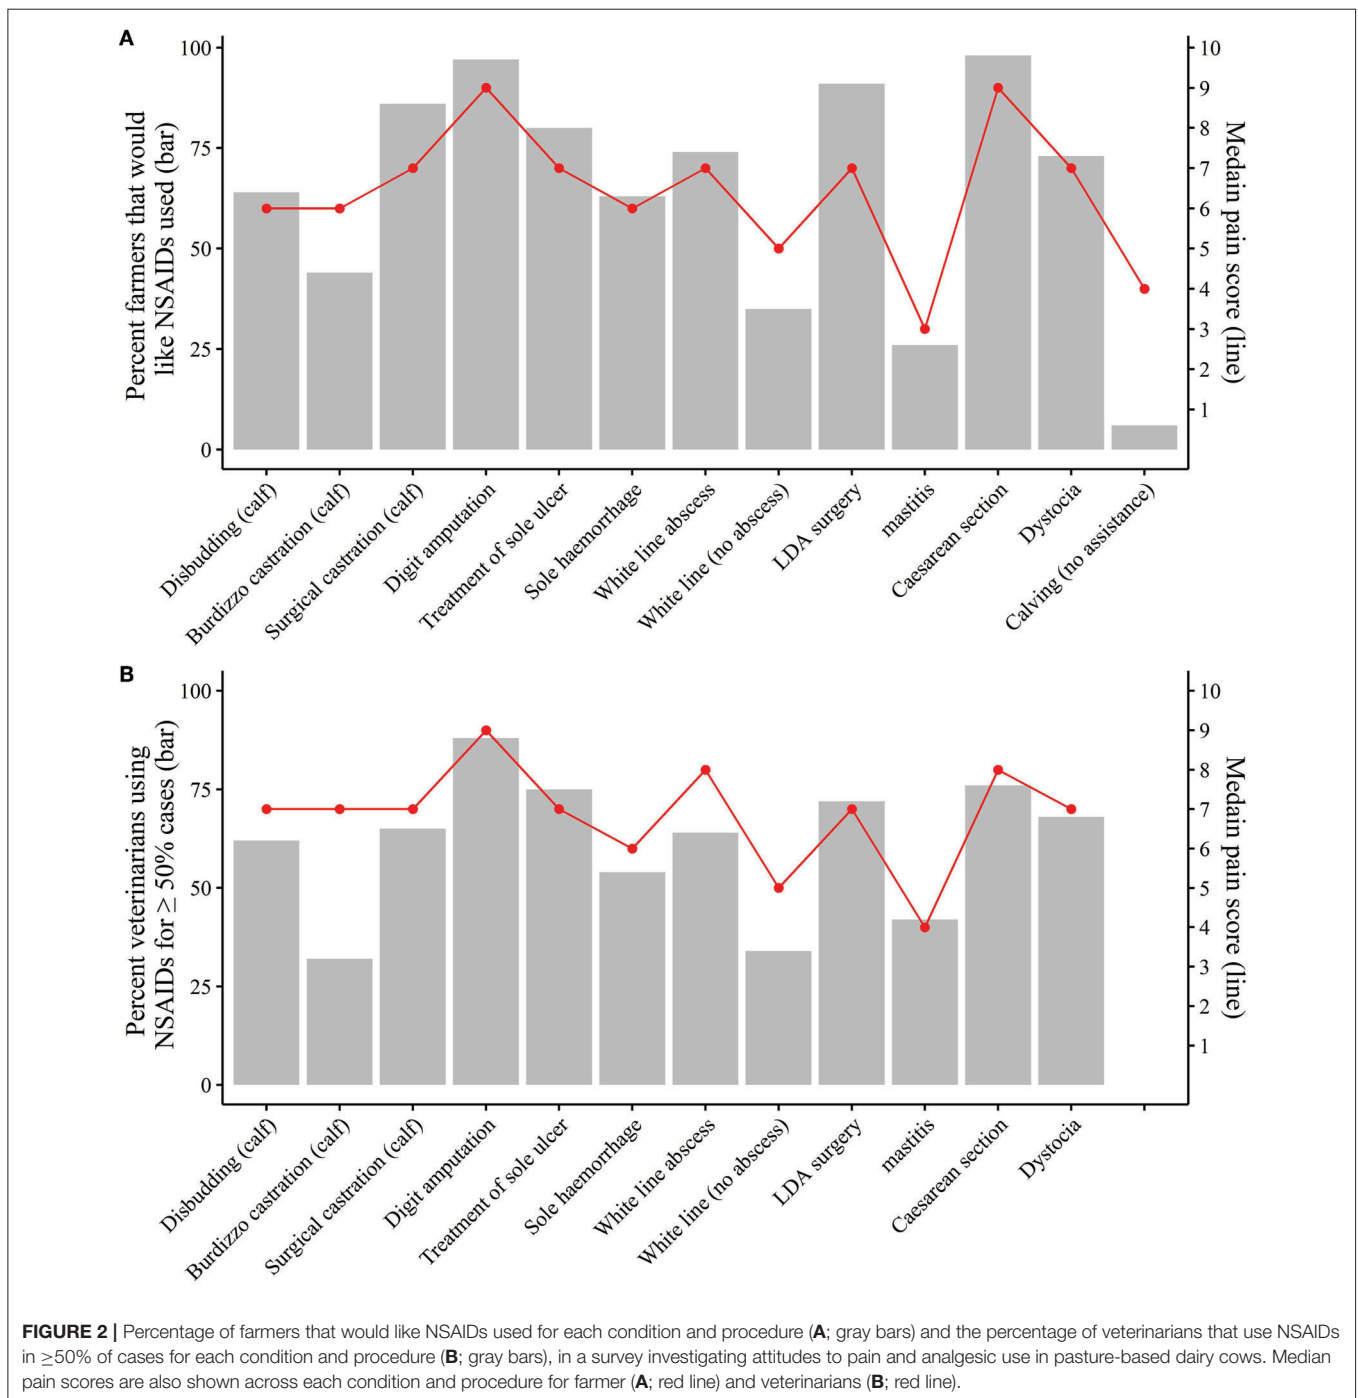 A
100
75
50
25
0
Percent farmers that would
like NSAIDs used (bar)
10
9
8
7
6
5
4
3
2
1
Medain pain score (line)
Disbudding (calf)
Burdizzo castration (calf)
Surgical castration (calf)
Digit amputation
Treatment of sole ulcer
Sole haemorrhage
White line abscess
White line (no abscess)
LDA surgery
mastitis
Caesarean section
Dystocia
Calving (no assistance)
B
100
75
50
25
0
Percent veterinarians using
NSAIDs for ≥ 50% cases (bar)
10
9
8
7
6
5
4
3
2
1
Medain pain score (line)
Disbudding (calf)
Burdizzo castration (calf)
Surgical castration (calf)
Digit amputation
Treatment of sole ulcer
Sole haemorrhage
White line abscess
White line (no abscess)
LDA surgery
mastitis
Caesarean section
Dystocia
FIGURE 2 | Percentage of farmers that would like NSAIDs used for each condition and procedure (A; gray bars) and the percentage of veterinarians that use NSAIDs
in ≥50% of cases for each condition and procedure (B; gray bars), in a survey investigating attitudes to pain and analgesic use in pasture-based dairy cows. Median
pain scores are also shown across each condition and procedure for farmer (A; red line) and veterinarians (B; red line).